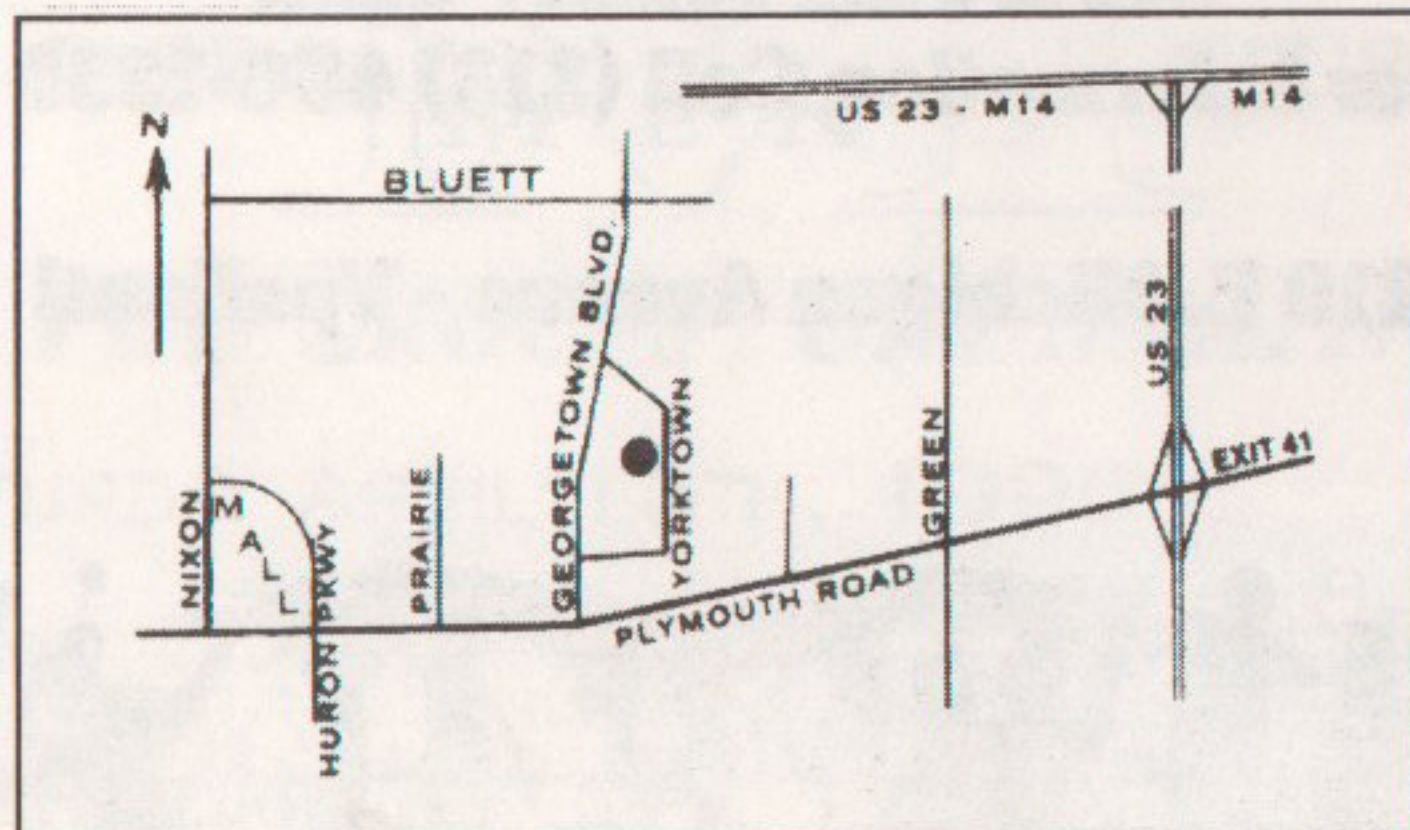 US 23 - M14
M14
N
BLUETT
GEORGETOWN BLVD.
US 23
YORKTOWN
GREEN
EXIT 41
PRAIRIE
NIXON
MALL
HURON PKWY
PLYMOUTH ROAD